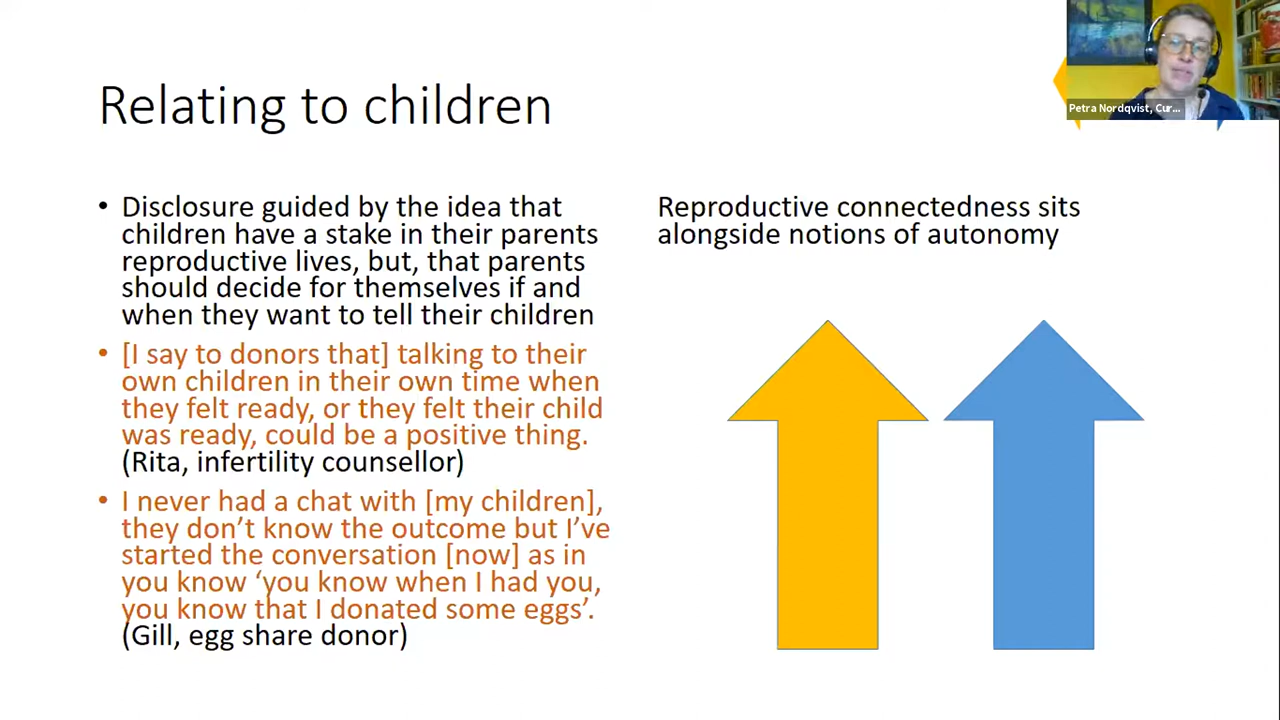 Relating to children
Petra Nordqvist, Cur...
• Disclosure guided by the idea that
children have a stake in their parents
reproductive lives, but, that parents
should decide for themselves if and
when they want to tell their children
• [I say to donors that] talking to their
own children in their own time when
they felt ready, or they felt their child
was ready, could be a positive thing.
(Rita, infertility counsellor)
• I never had a chat with [my children],
they don’t know the outcome but I’ve
started the conversation [now] as in
you know ‘you know when I had you,
you know that I donated some eggs’.
(Gill, egg share donor)
Reproductive connectedness sits
alongside notions of autonomy